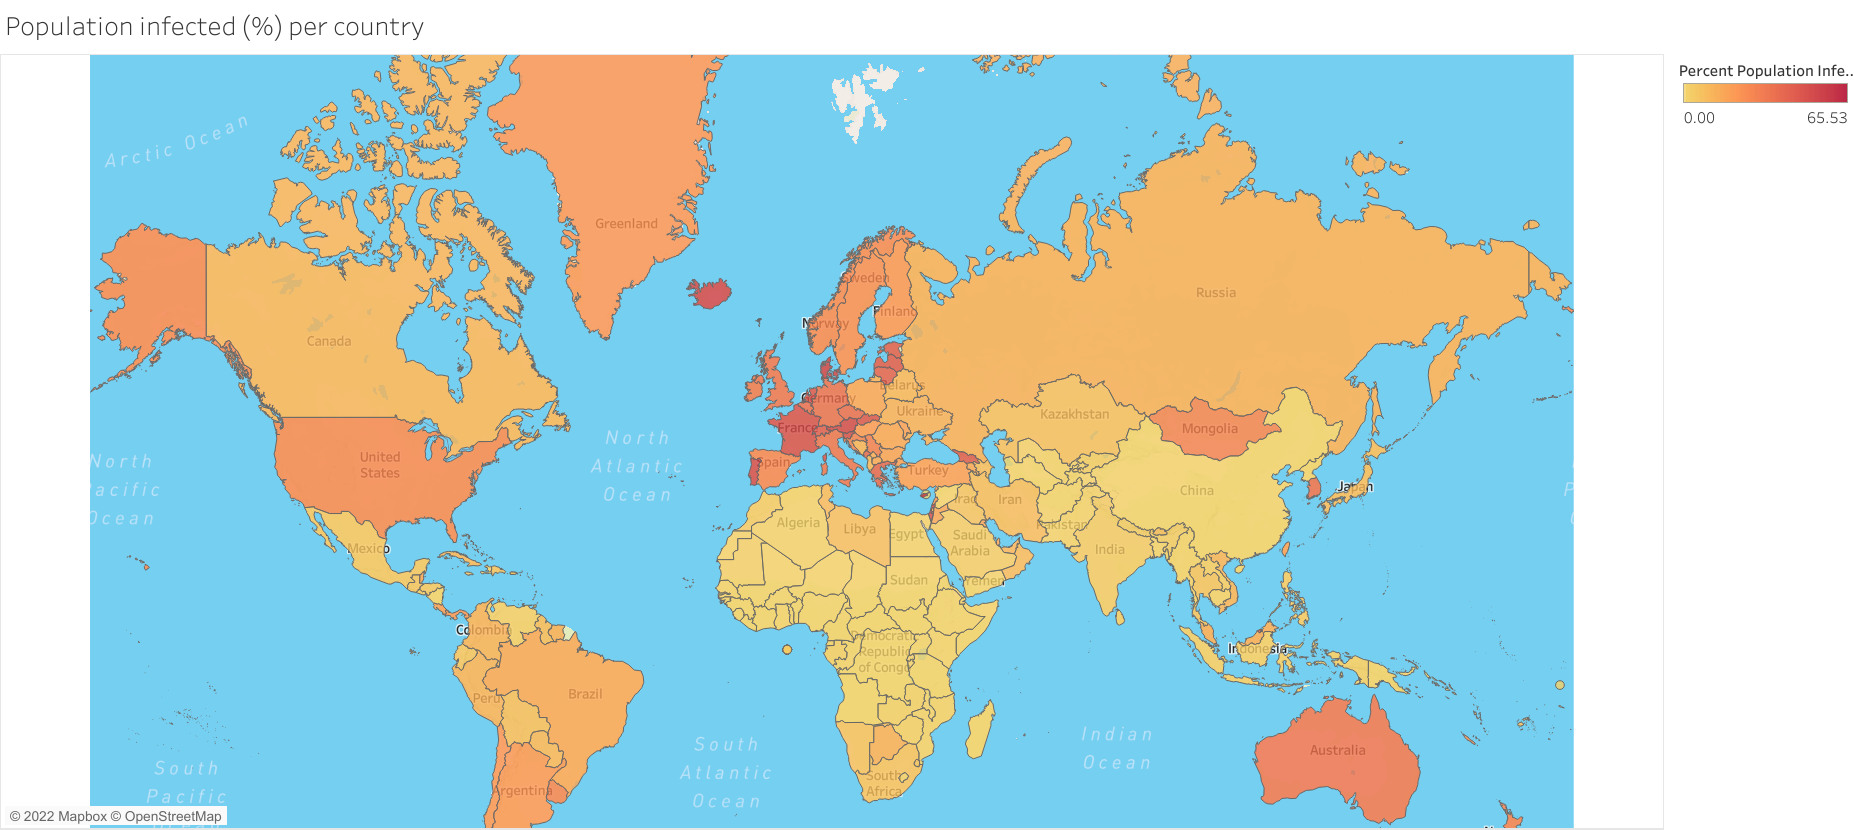 Population infected (%) per country
Percent Population Infe..
0.00
65.53
Arctic Ocean
Greenland
Sweden
Norway
Finland
Russia
Canada
Belarus
Germany
Ukraine
Kazakhstan
Mongolia
France
North
Atlantic
Ocean
North
Pacific
Ocean
United
States
Spain
Turkey
China
Japan
Iraq
Iran
Algeria
Libya
Egypt
Pakistan
Saudi
Arabia
India
Mexico
Sudan
Yemen
Colombia
Democratic
Republic
of Congo
Indonesia
Peru
Brazil
Indian
Ocean
South
Atlantic
Ocean
Australia
South
Pacific
South
Africa
Argentina
© 2022 Mapbox © OpenStreetMap